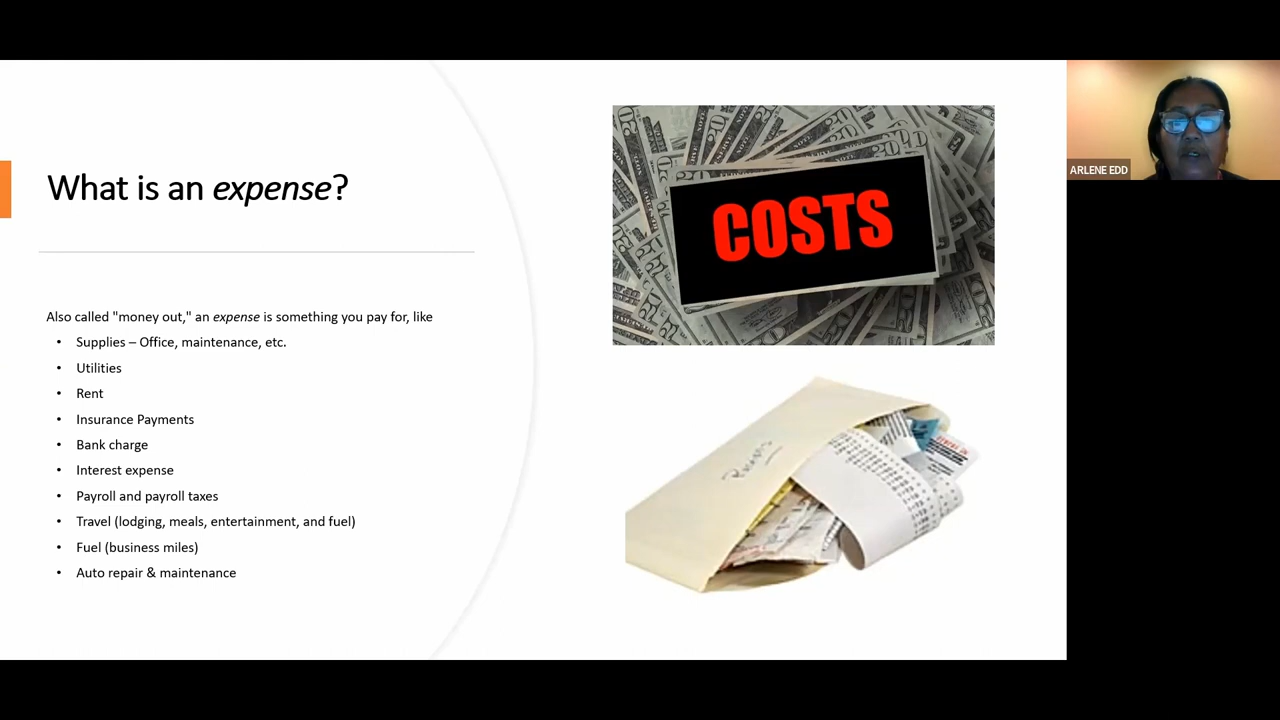 What is an expense?
Also called "money out," an expense is something you pay for, like
• Supplies – Office, maintenance, etc.
• Utilities
• Rent
• Insurance Payments
• Bank charge
• Interest expense
• Payroll and payroll taxes
• Travel (lodging, meals, entertainment, and fuel)
• Fuel (business miles)
• Auto repair & maintenance
COSTS
ARLENE EDD